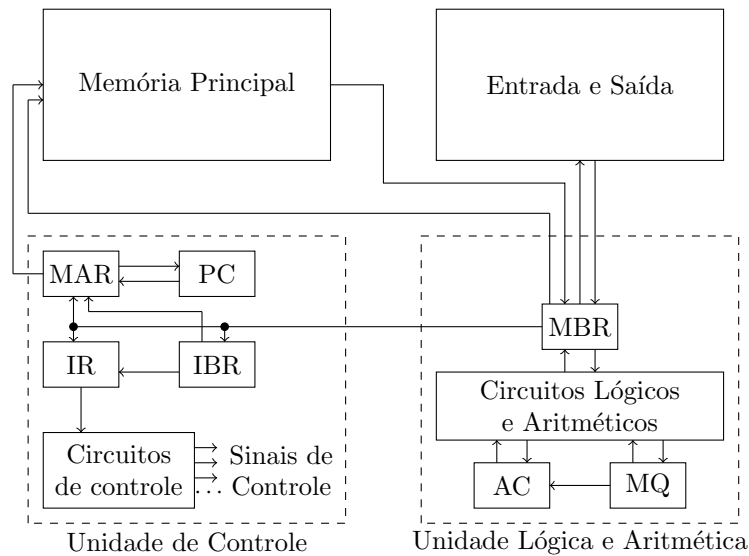 Memória Principal
Entrada e Saída
MAR
PC
MBR
IR
IBR
Circuitos Lógicos
e Aritméticos
Circuitos
de controle
Sinais de
... Controle
AC
MQ
Unidade de Controle
Unidade Lógica e Aritmética